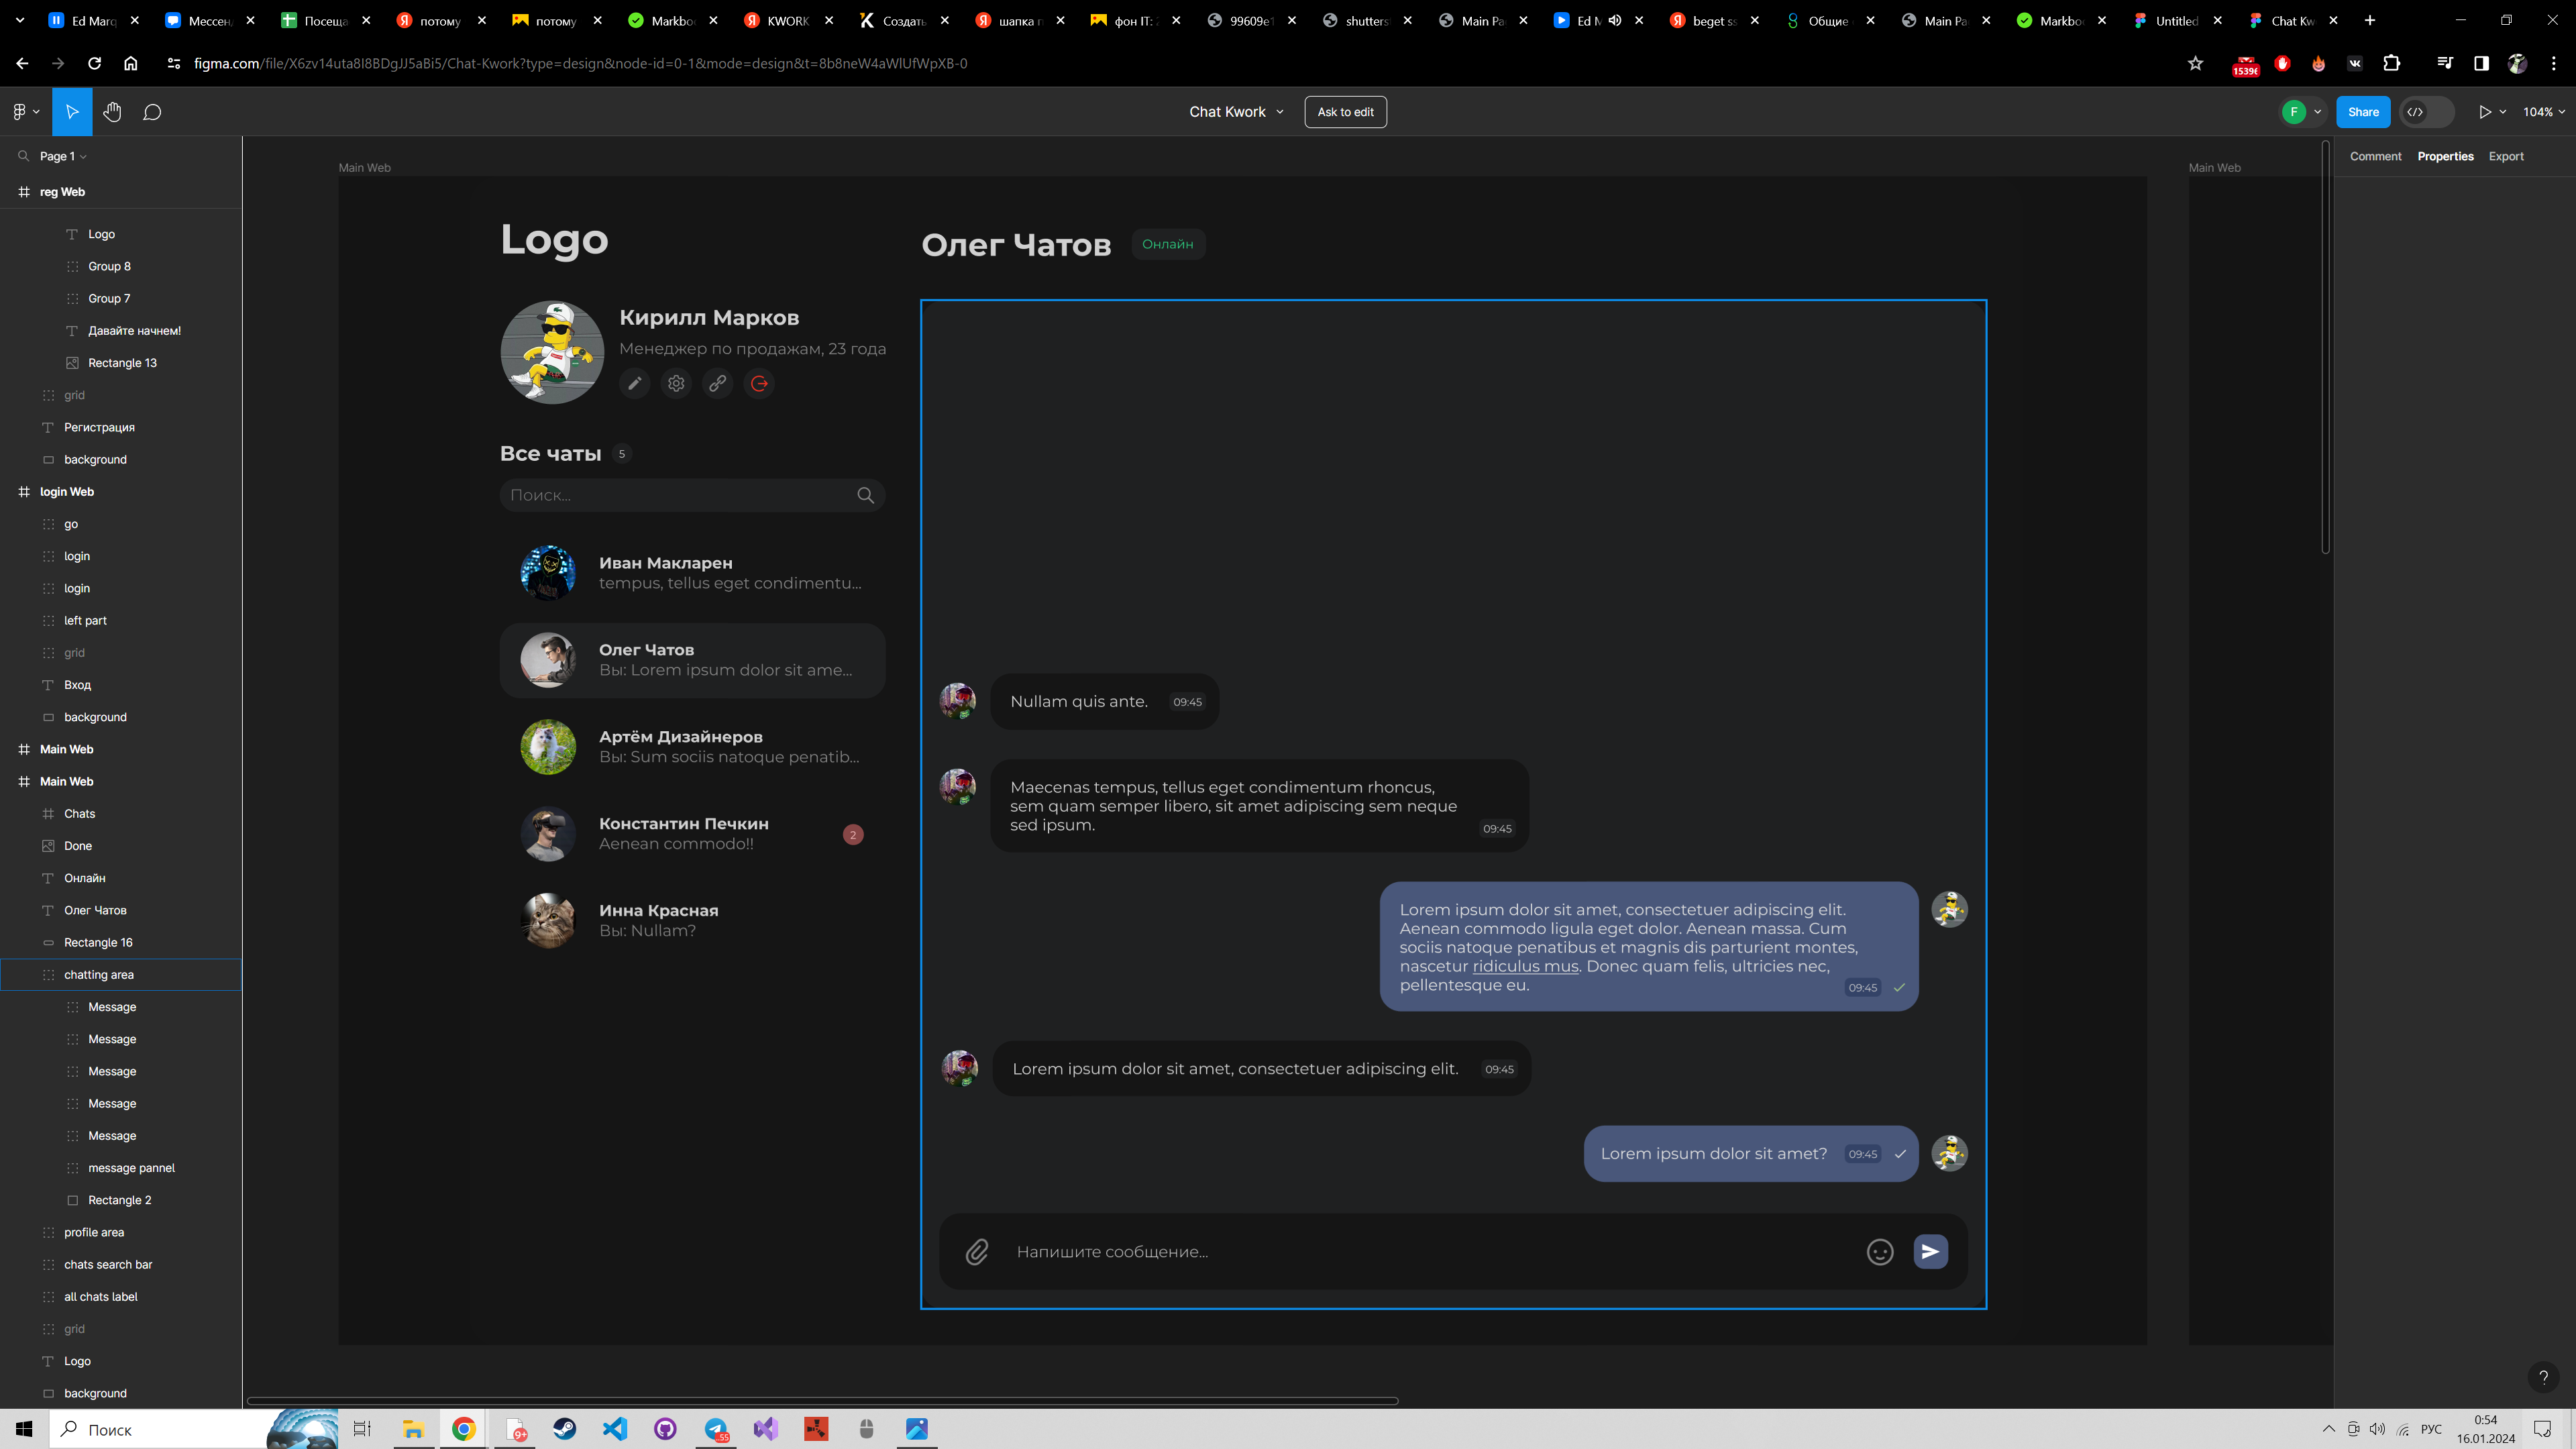 Ed Marq
Мессен
Посеща
потому
потому
Markboo
KWORK
Создать
шапка п
фон IT:
99609e1
shutters
Main Pa
Ed M
beget ss
Общие
Main Pa
Markboo
Untitled
Chat Kw
figma.com/file/X6zv14uta8I8BDgJJ5aBi5/Chat-Kwork?type=design&node-id=0-1&mode=design&t=8b8neW4aWlUfWpXB-0
Chat Kwork
Ask to edit
F
Share
104%
Page 1
reg Web
Logo
Group 8
Group 7
Давайте начнем!
Rectangle 13
grid
Регистрация
background
login Web
go
login
login
left part
grid
Вход
background
Main Web
Main Web
Chats
Done
Онлайн
Олег Чатов
Rectangle 16
chatting area
Message
Message
Message
Message
Message
message pannel
Rectangle 2
profile area
chats search bar
all chats label
grid
Logo
background
Main Web
Logo
Кирилл Марков
Менеджер по продажам, 23 года
Все чаты 5
Поиск...
Иван Макларен
tempus, tellus eget condimentu...
Олег Чатов
Вы: Lorem ipsum dolor sit ame...
Артём Дизайнеров
Вы: Sum sociis natoque penatib...
Константин Печкин
Aenean commodo!!
2
Инна Красная
Вы: Nullam?
Олег Чатов
Онлайн
Nullam quis ante. 09:45
Maecenas tempus, tellus eget condimentum rhoncus,
sem quam semper libero, sit amet adipiscing sem neque
sed ipsum.
09:45
Lorem ipsum dolor sit amet, consectetuer adipiscing elit.
Aenean commodo ligula eget dolor. Aenean massa. Cum
sociis natoque penatibus et magnis dis parturient montes,
nascetur ridiculus mus. Donec quam felis, ultricies nec,
pellentesque eu.
09:45
Lorem ipsum dolor sit amet, consectetuer adipiscing elit. 09:45
Lorem ipsum dolor sit amet? 09:45
Напишите сообщение...
Main Web
Comment
Properties
Export
?
Поиск
9+
55
РУС
0:54
16.01.2024